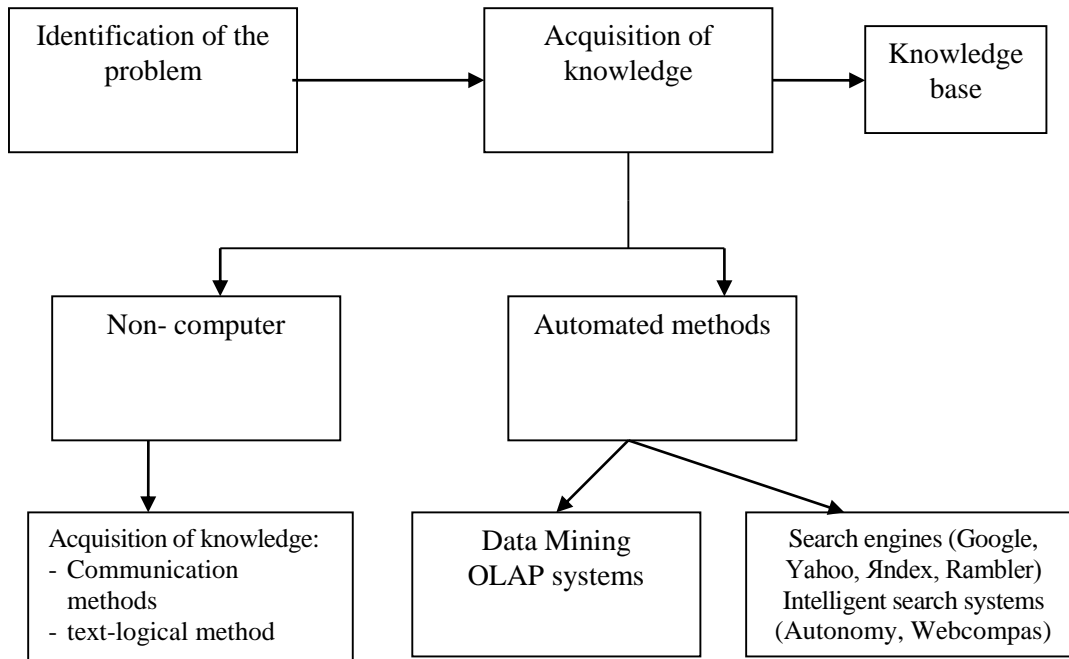 Identification of the
problem
Acquisition of
knowledge
Knowledge
base
Non- computer
Automated methods
Acquisition of knowledge:
- Communication
methods
- text-logical method
Data Mining
OLAP systems
Search engines (Google,
Yahoo, Яndex, Rambler)
Intelligent search systems
(Autonomy, Webcompas)